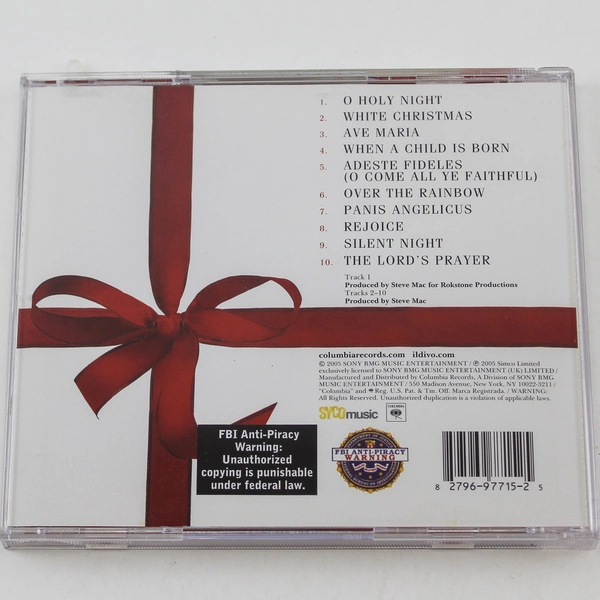 1. O HOLY NIGHT
2. WHITE CHRISTMAS
3. AVE MARIA
4. WHEN A CHILD IS BORN
5. ADESTE FIDELES
(O COME ALL YE FAITHFUL)
6. OVER THE RAINBOW
7. PANIS ANGELICUS
8. REJOICE
9. SILENT NIGHT
10. THE LORD'S PRAYER
Track 1
Produced by Steve Mac for Rokstone Productions
Tracks 2–10
Produced by Steve Mac
columbiarecords.com ildivo.com
© 2005 SONY BMG MUSIC ENTERTAINMENT / ℗ 2005 Simco Limited
exclusively licensed to SONY BMG MUSIC ENTERTAINMENT (UK) LIMITED /
Manufactured and Distributed by Columbia Records, A Division of SONY BMG
MUSIC ENTERTAINMENT / 550 Madison Avenue, New York, NY 10022-3211 /
"Columbia" and Reg. U.S. Pat. & Tm. Off. Marca Registrada. / WARNING:
All Rights Reserved. Unauthorized duplication is a violation of applicable laws.
SYCOmusic
COLUMBIA
FBI Anti-Piracy
Warning:
Unauthorized
copying is punishable
under federal law.
FBI ANTI-PIRACY
WARNING
8 2796-97715-2 5